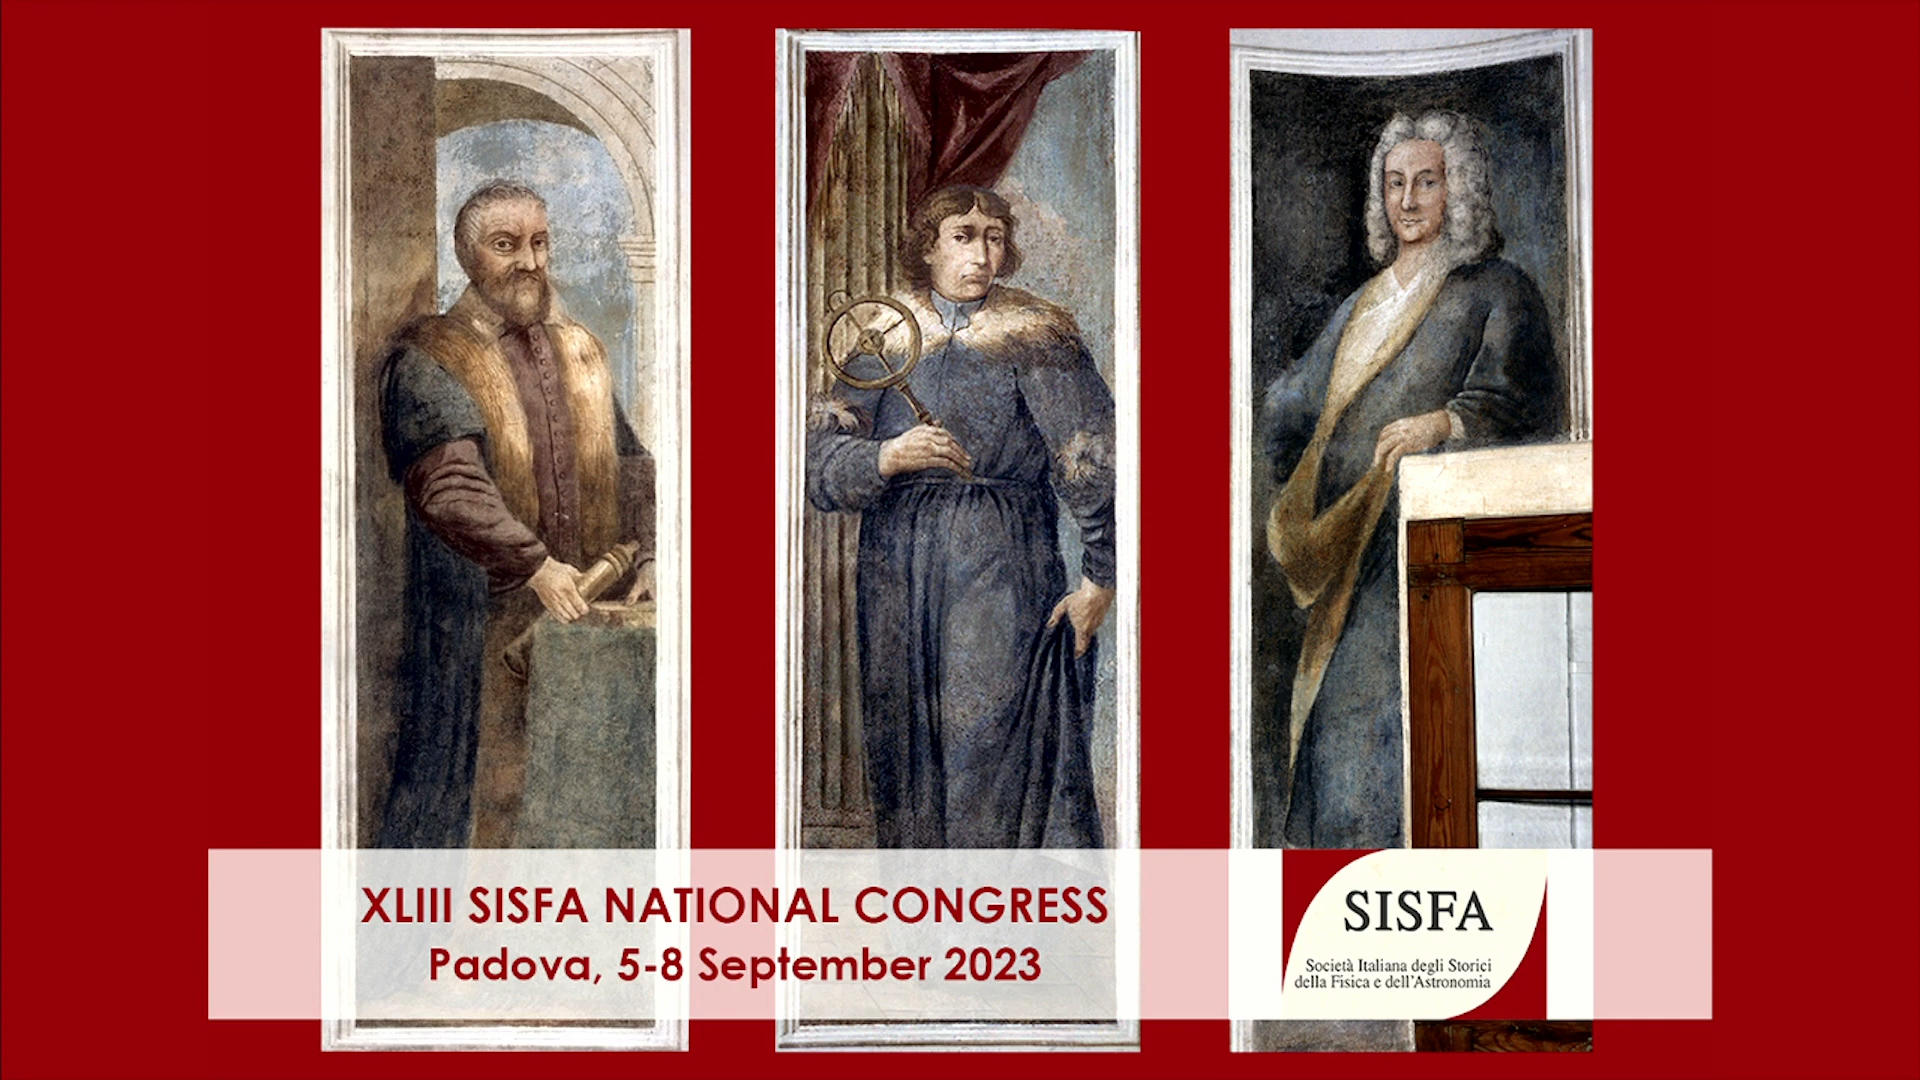 XLIII SISFA NATIONAL CONGRESS
Padova, 5-8 September 2023
SISFA
Società Italiana degli Storici
della Fisica e dell'Astronomia